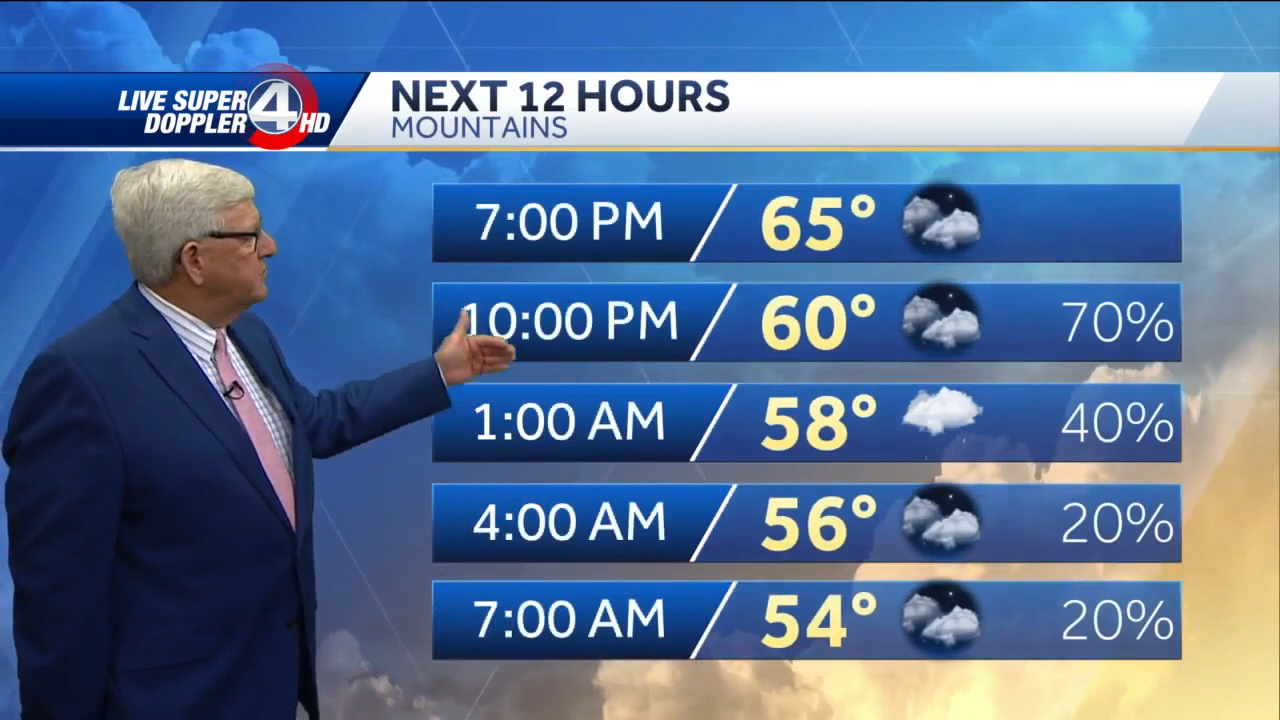 LIVE SUPER
DOPPLER 4 HD
NEXT 12 HOURS
MOUNTAINS
7:00 PM 65°
10:00 PM 60° 70%
1:00 AM 58° 40%
4:00 AM 56° 20%
7:00 AM 54° 20%